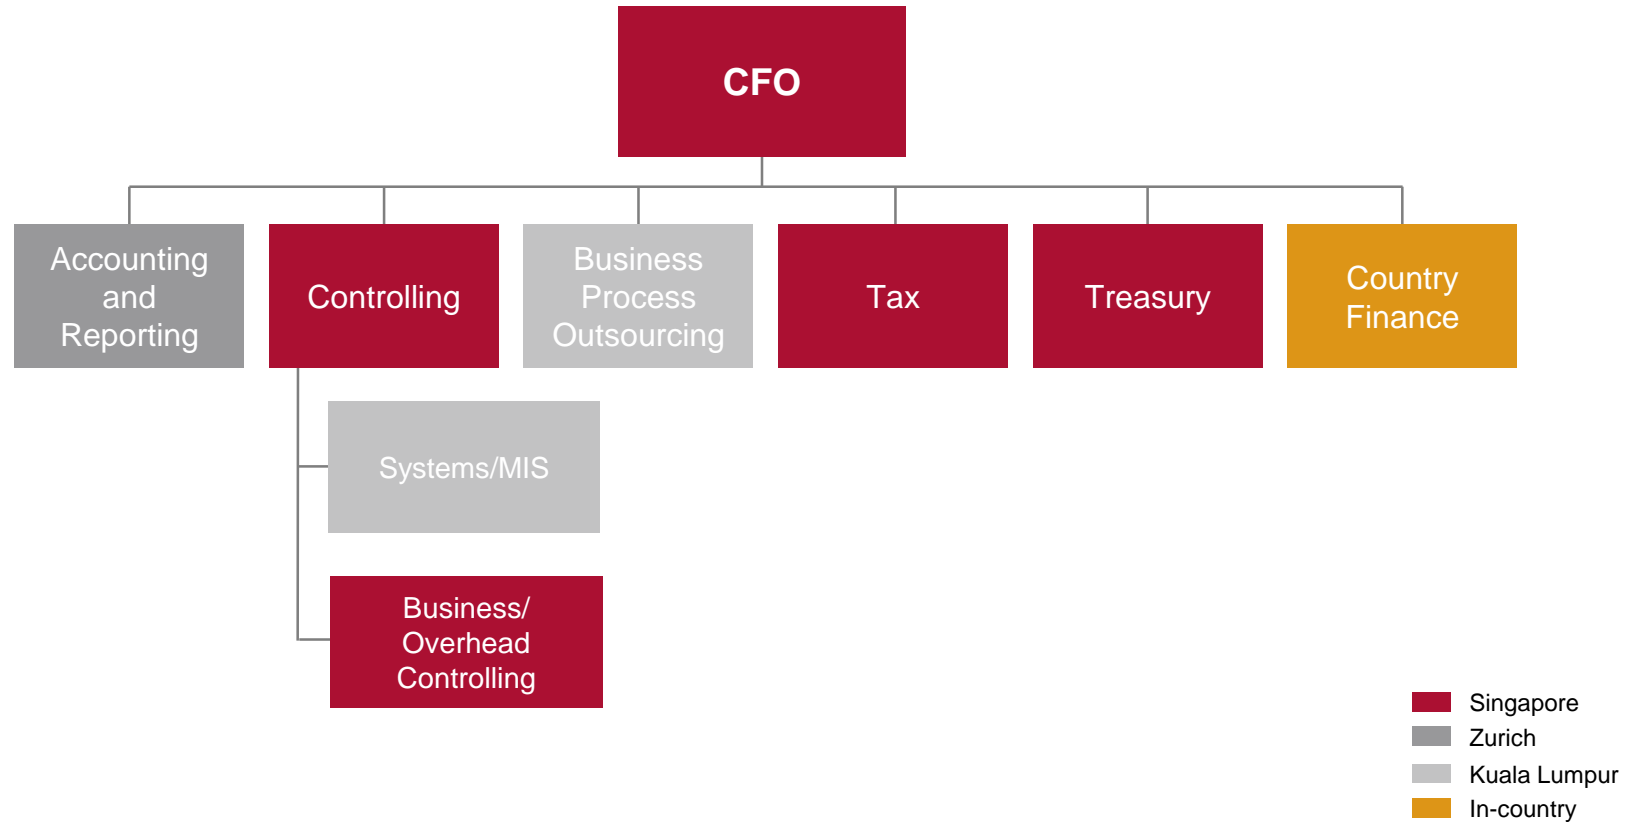 CFO
Accounting
and
Reporting
Controlling
Business
Process
Outsourcing
Tax
Treasury
Country
Finance
Systems/MIS
Business/
Overhead
Controlling
Singapore
Zurich
Kuala Lumpur
In-country